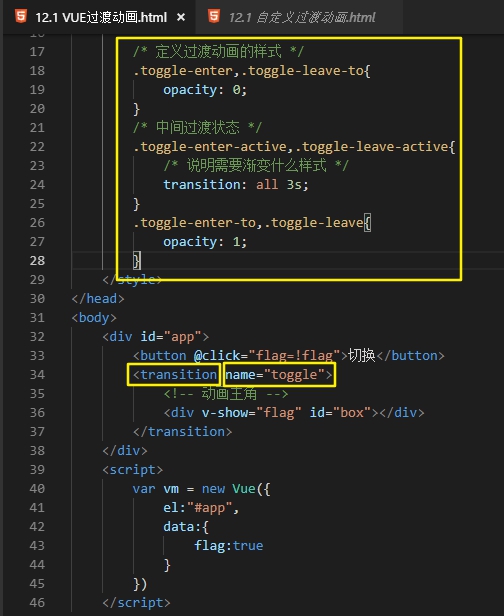 12.1 VUE过渡动画.html × 12.1 自定义过渡动画.html
17 /* 定义过渡动画的样式 */
18 .toggle-enter,.toggle-leave-to{
19 opacity: 0;
20 }
21 /* 中间过渡状态 */
22 .toggle-enter-active,.toggle-leave-active{
23 /* 说明需要渐变什么样式 */
24 transition: all 3s;
25 }
26 .toggle-enter-to,.toggle-leave{
27 opacity: 1;
28 }
29 </style>
30 </head>
31 <body>
32 <div id="app">
33 <button @click="flag=!flag">切换</button>
34 <transition name="toggle">
35 <!-- 动画主角 -->
36 <div v-show="flag" id="box"></div>
37 </transition>
38 </div>
39 <script>
40 var vm = new Vue({
41 el:"#app",
42 data:{
43 flag:true
44 }
45 })
46 </script>